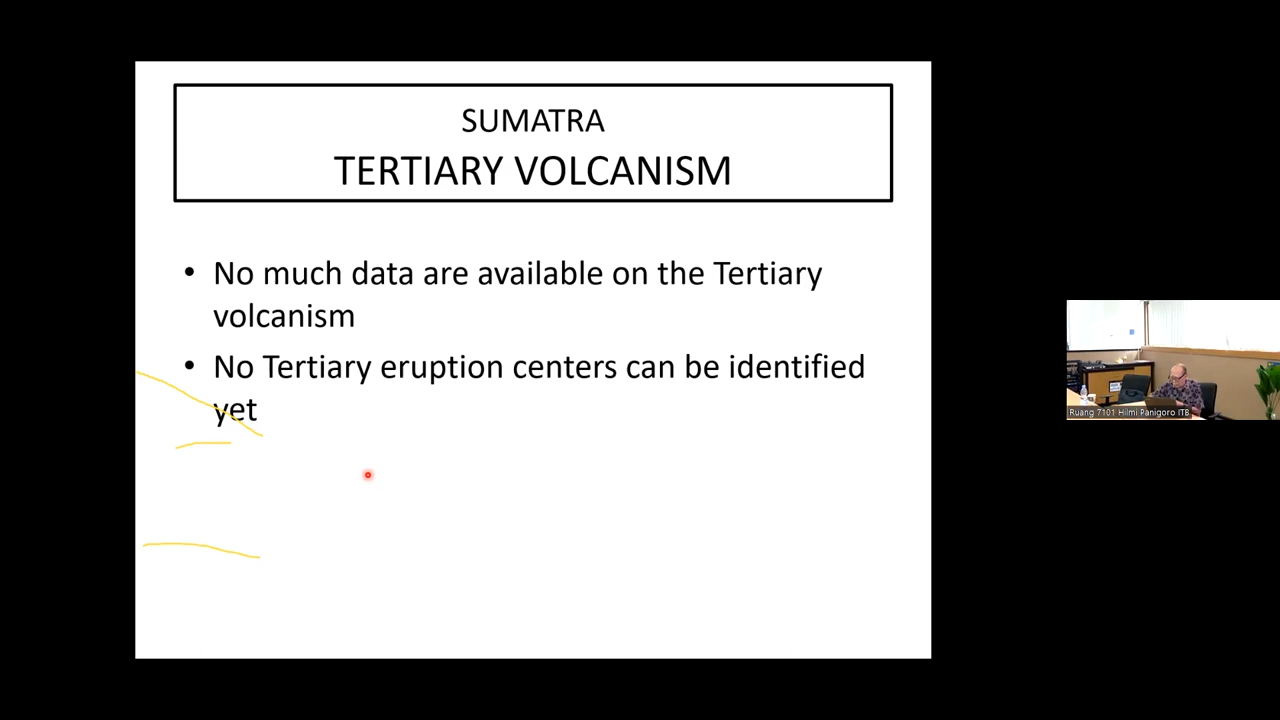 SUMATRA
TERTIARY VOLCANISM
• No much data are available on the Tertiary
volcanism
• No Tertiary eruption centers can be identified
yet
Ruang 7101 Hilmi Panigoro ITB